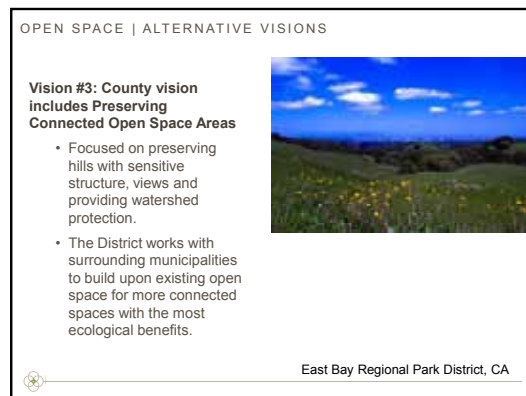 OPEN SPACE | ALTERNATIVE VISIONS
Vision #3: County vision
includes Preserving
Connected Open Space Areas
• Focused on preserving
hills with sensitive
structure, views and
providing watershed
protection.
• The District works with
surrounding municipalities
to build upon existing open
space for more connected
spaces with the most
ecological benefits.
East Bay Regional Park District, CA